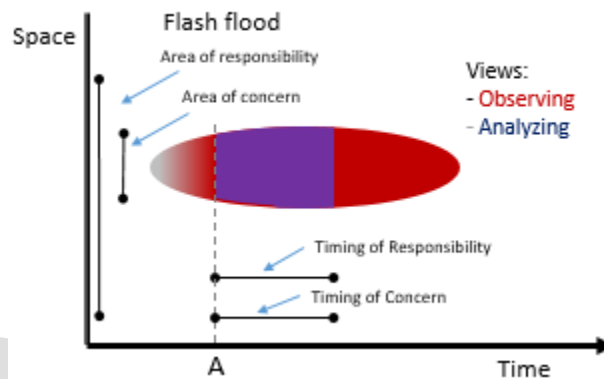 Flash flood
Space
Area of responsibility
Area of concern
Views:
- Observing
- Analyzing
Timing of Responsibility
Timing of Concern
A
Time